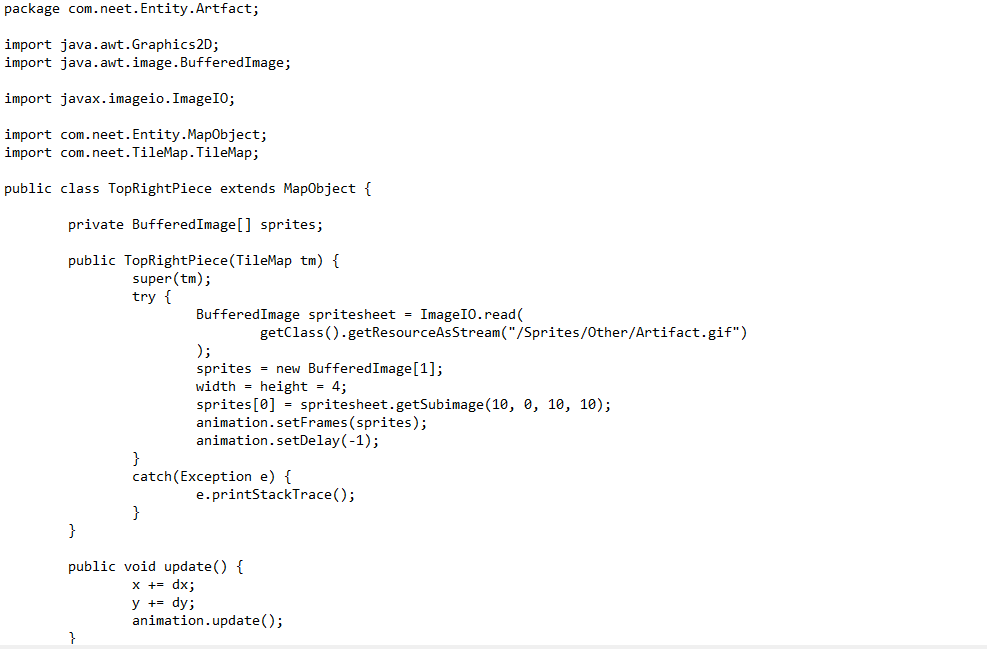 package com.neet.Entity.Artfact;
import java.awt.Graphics2D;
import java.awt.image.BufferedImage;
import javax.imageio.ImageIO;
import com.neet.Entity.MapObject;
import com.neet.TileMap.TileMap;
public class TopRightPiece extends MapObject {
private BufferedImage[] sprites;
public TopRightPiece(TileMap tm) {
super(tm);
try {
BufferedImage spritesheet = ImageIO.read(
getClass().getResourceAsStream("/Sprites/Other/Artifact.gif")
);
sprites = new BufferedImage[1];
width = height = 4;
sprites[0] = spritesheet.getSubimage(10, 0, 10, 10);
animation.setFrames(sprites);
animation.setDelay(-1);
}
catch(Exception e) {
e.printStackTrace();
}
}
public void update() {
x += dx;
y += dy;
animation.update();
}